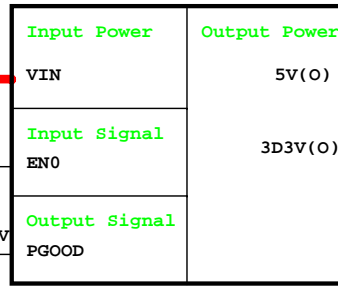 Input Power
VIN
Input Signal
EN0
Output Signal
PGOOD
Output Power
5V(O)
3D3V(O)
V